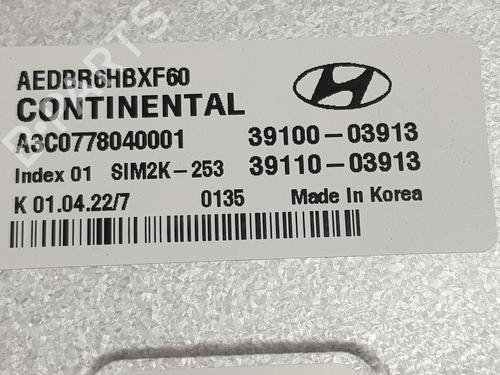 AEDBR6HBXF60
CONTINENTAL
A3C0778040001 39100-03913
Index 01 SIM2K-253 39110-03913
K 01.04.22/7 0135 Made In Korea
B-PARTS